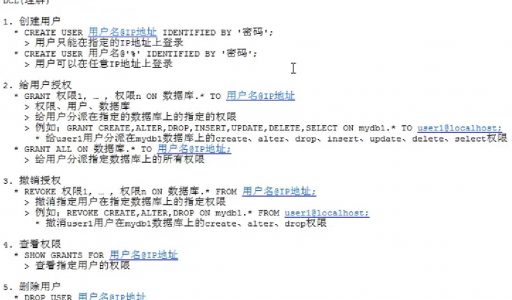 DCL(理解)
1. 创建用户
* CREATE USER 用户名@IP地址 IDENTIFIED BY '密码';
> 用户只能在指定的IP地址上登录
* CREATE USER 用户名@'%' IDENTIFIED BY '密码';
> 用户可以在任意IP地址上登录
2. 给用户授权
* GRANT 权限1, … , 权限n ON 数据库.* TO 用户名@IP地址
> 权限、用户、数据库
> 给用户分派在指定的数据库上的指定的权限
> 例如; GRANT CREATE,ALTER,DROP,INSERT,UPDATE,DELETE,SELECT ON mydb1.* TO user1@localhost;
* 给user1用户分派在mydb1数据库上的create、alter、drop、insert、update、delete、select权限
* GRANT ALL ON 数据库.* TO 用户名@IP地址;
> 给用户分派指定数据库上的所有权限
3. 撤销授权
* REVOKE 权限1, … , 权限n ON 数据库.* FROM 用户名@IP地址;
> 撤消指定用户在指定数据库上的指定权限
> 例如; REVOKE CREATE,ALTER,DROP ON mydb1.* FROM user1@localhost;
* 撤消user1用户在mydb1数据库上的create、alter、drop权限
4. 查看权限
* SHOW GRANTS FOR 用户名@IP地址
> 查看指定用户的权限
5. 删除用户
* DROP USER 用户名@IP地址